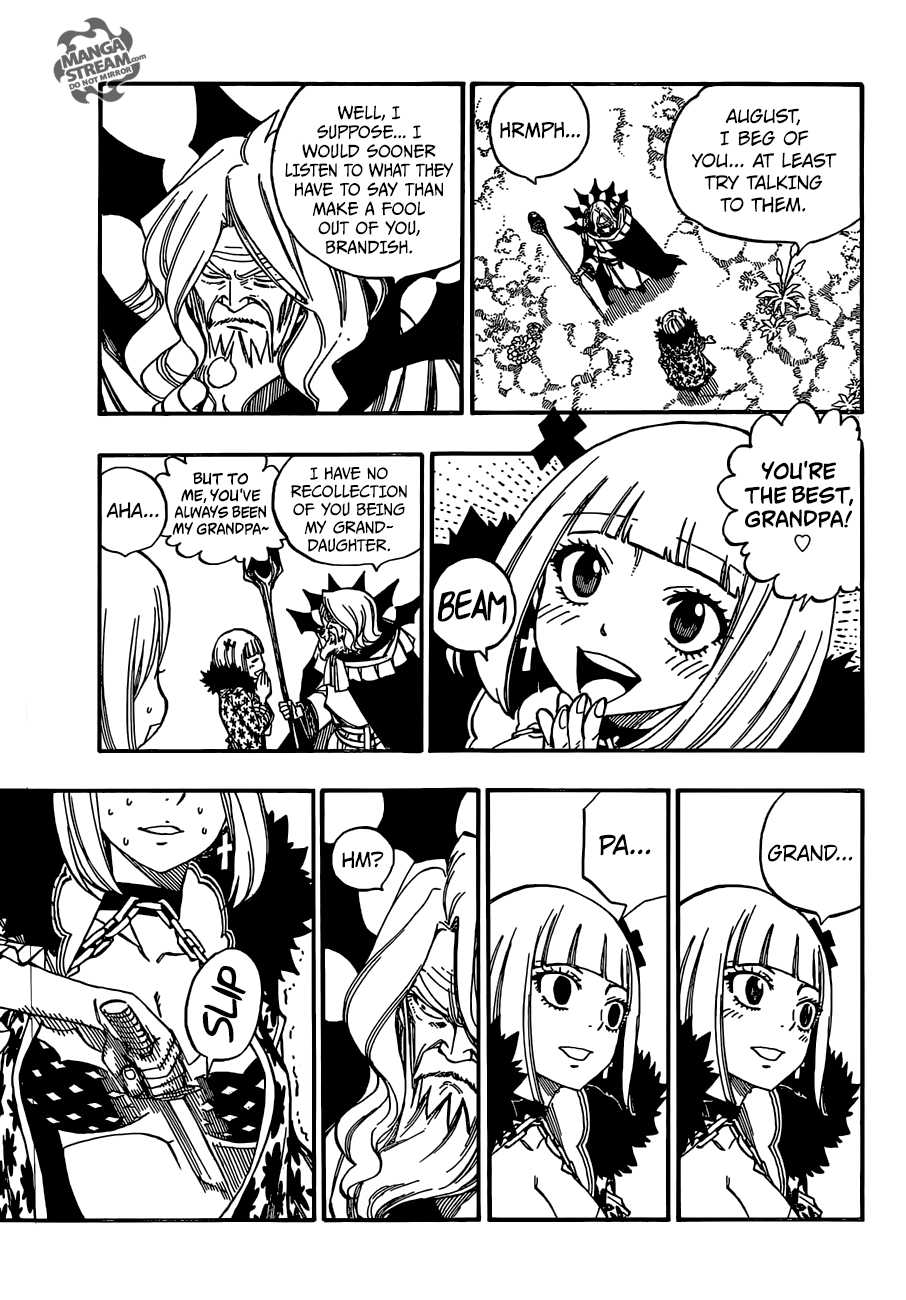 MANGA
STREAM.com
DO NOT MIRROR
AUGUST,
I BEG OF
YOU... AT LEAST
TRY TALKING
TO THEM.
HRMPH...
WELL, I
SUPPOSE... I
WOULD SOONER
LISTEN TO WHAT THEY
HAVE TO SAY THAN
MAKE A FOOL
OUT OF YOU,
BRANDISH.
YOU'RE
THE BEST,
GRANDPA!
♡
BEAM
I HAVE NO
RECOLLECTION
OF YOU BEING
MY GRAND-
DAUGHTER.
BUT TO
ME, YOU'VE
ALWAYS BEEN
MY GRANDPA~
AHA...
GRAND...
PA...
HM?
SLIP